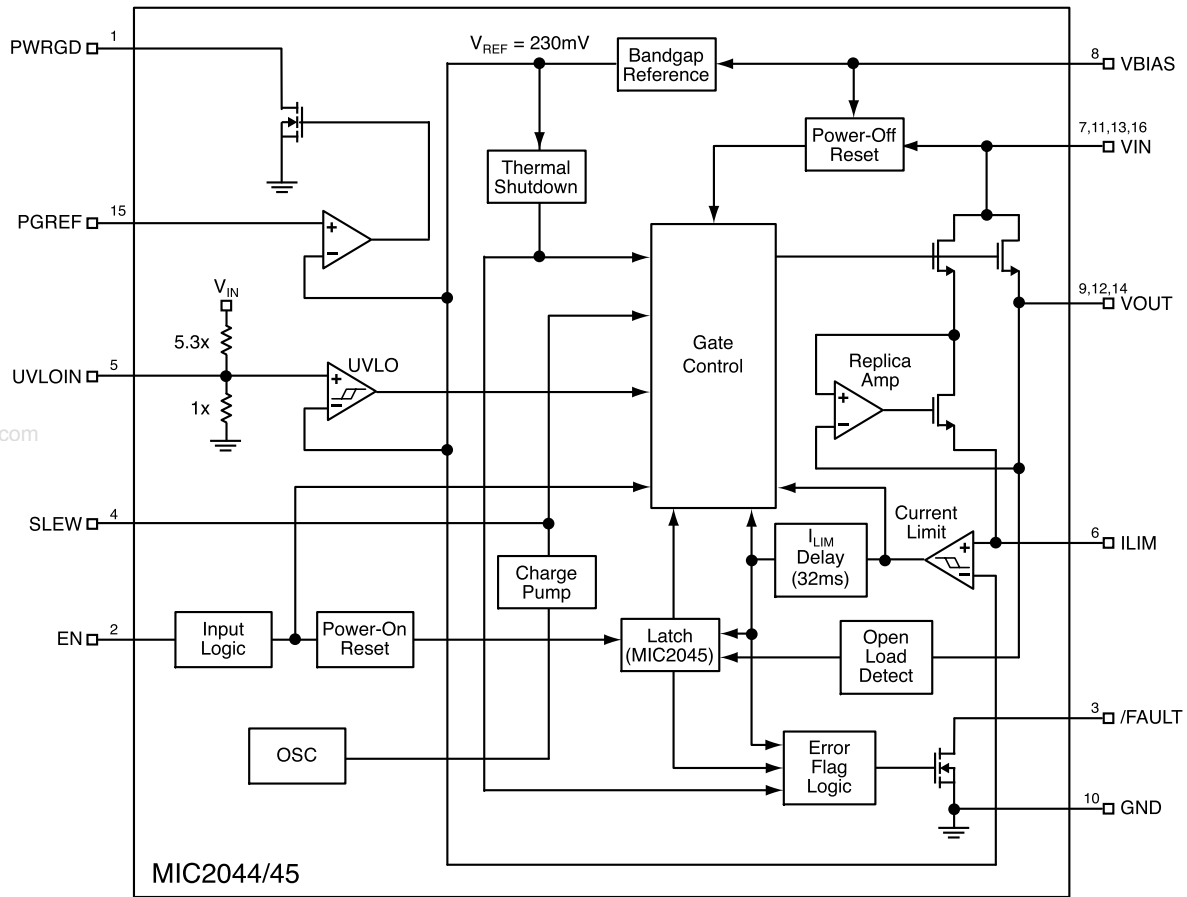 1
PWRGD
VREF = 230mV
Bandgap
Reference
8
VBIAS
7,11,13,16
VIN
Power-Off
Reset
Thermal
Shutdown
15
PGREF
+
−
VIN
5.3x
5
UVLOIN
1x
UVLO
+
−
Gate
Control
9,12,14
VOUT
Replica
Amp
+
−
com
4
SLEW
Current
Limit
+
−
6
ILIM
ILIM
Delay
(32ms)
Charge
Pump
2
EN
Input
Logic
Power-On
Reset
Latch
(MIC2045)
Open
Load
Detect
3
/FAULT
OSC
Error
Flag
Logic
10
GND
MIC2044/45